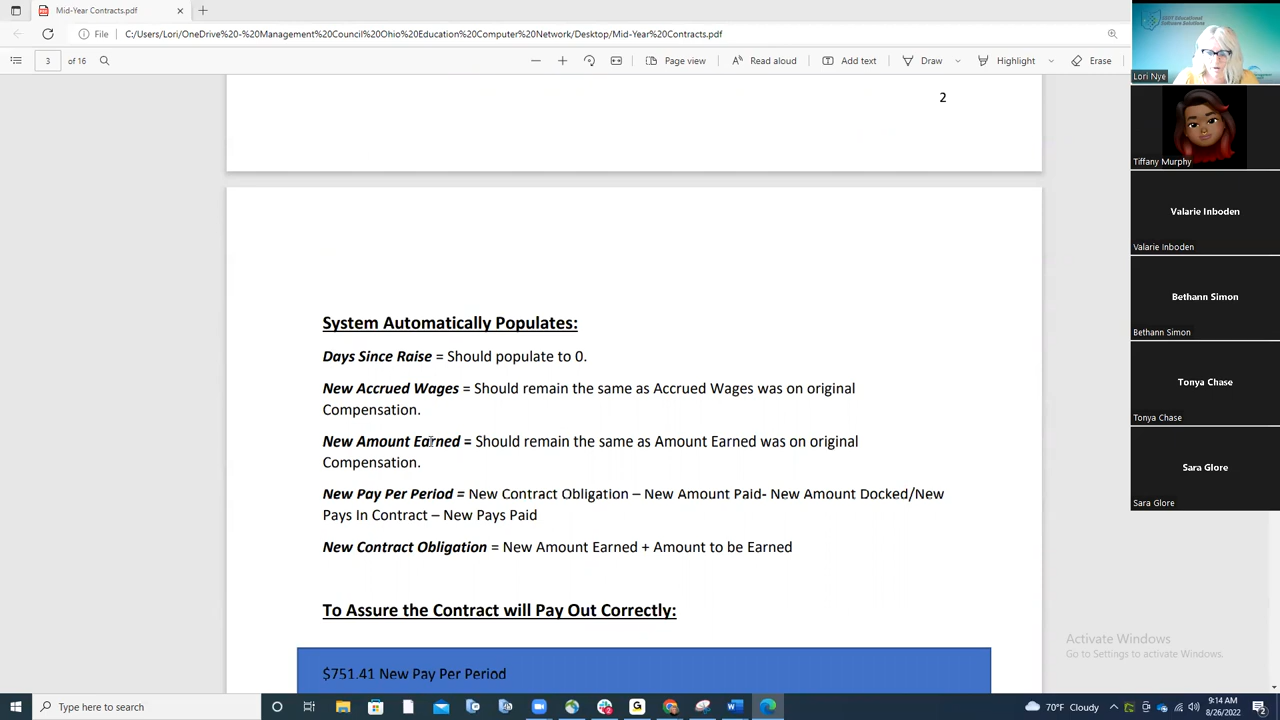 Mid-Year Contracts.pdf
File
C:/Users/Lori/OneDrive%20-%20Management%20Council%20Ohio%20Education%20Computer%20Network/Desktop/Mid-Year%20Contracts.pdf
3 of 16
Page view
Read aloud
Add text
Draw
Highlight
Erase
2
System Automatically Populates:
Days Since Raise = Should populate to 0.
New Accrued Wages = Should remain the same as Accrued Wages was on original
Compensation.
New Amount Earned = Should remain the same as Amount Earned was on original
Compensation.
New Pay Per Period = New Contract Obligation – New Amount Paid- New Amount Docked/New
Pays In Contract – New Pays Paid
New Contract Obligation = New Amount Earned + Amount to be Earned
To Assure the Contract will Pay Out Correctly:
$751.41 New Pay Per Period
Lori Nye
Tiffany Murphy
Valarie Inboden
Valarie Inboden
Bethann Simon
Bethann Simon
Tonya Chase
Tonya Chase
Sara Glore
Sara Glore
Activate Windows
Go to Settings to activate Windows.
Type here to search
70°F Cloudy
9:14 AM
8/26/2022
2